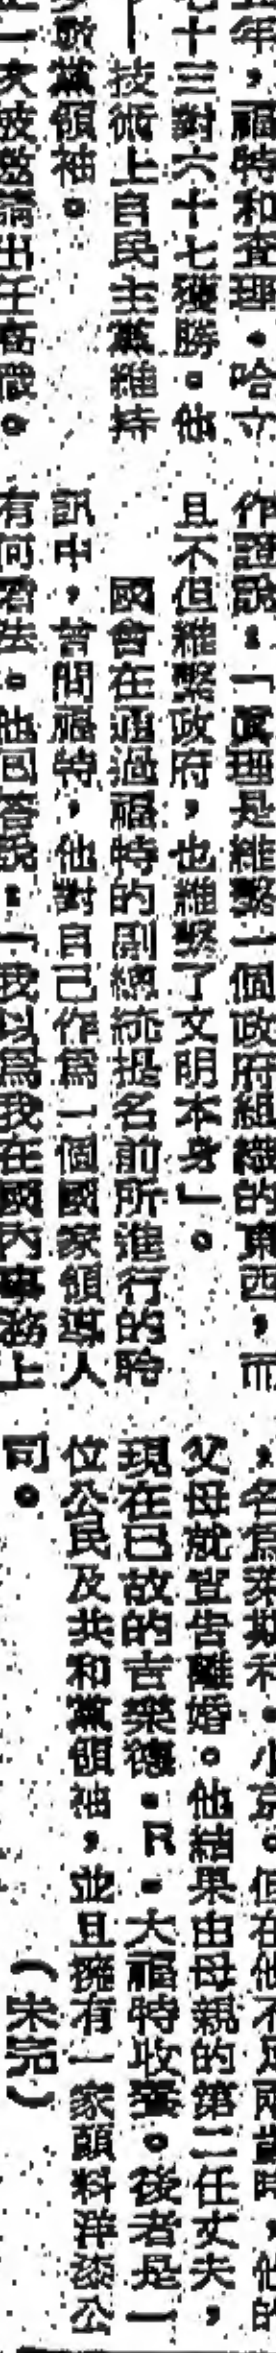 五年，福特和查理·哈立
七十三對六十七獲勝。他
—技術上自民主黨維持
多數黨領袖。
上一次被邀請出任高職。
作證說：「眞理是維繫一個政府組織的東西，而
且不但維繫政府，也維繫了文明本身」。
國會在通過福特的副總統提名前所進行的聆
訊中，曾問福特，他對自己作爲一個國家領導人
有何看法。他回答說：「我以爲我在國內事務上
，名爲萊斯利·小京。但在他不足兩歲時，他的
父母就宣告離婚。他結果由母親的第二任丈夫，
現在已故的吉樂德·R·大福特收養。後者是一
位公民及共和黨領袖，並且擁有一家顏料洋漆公
司。
（未完）